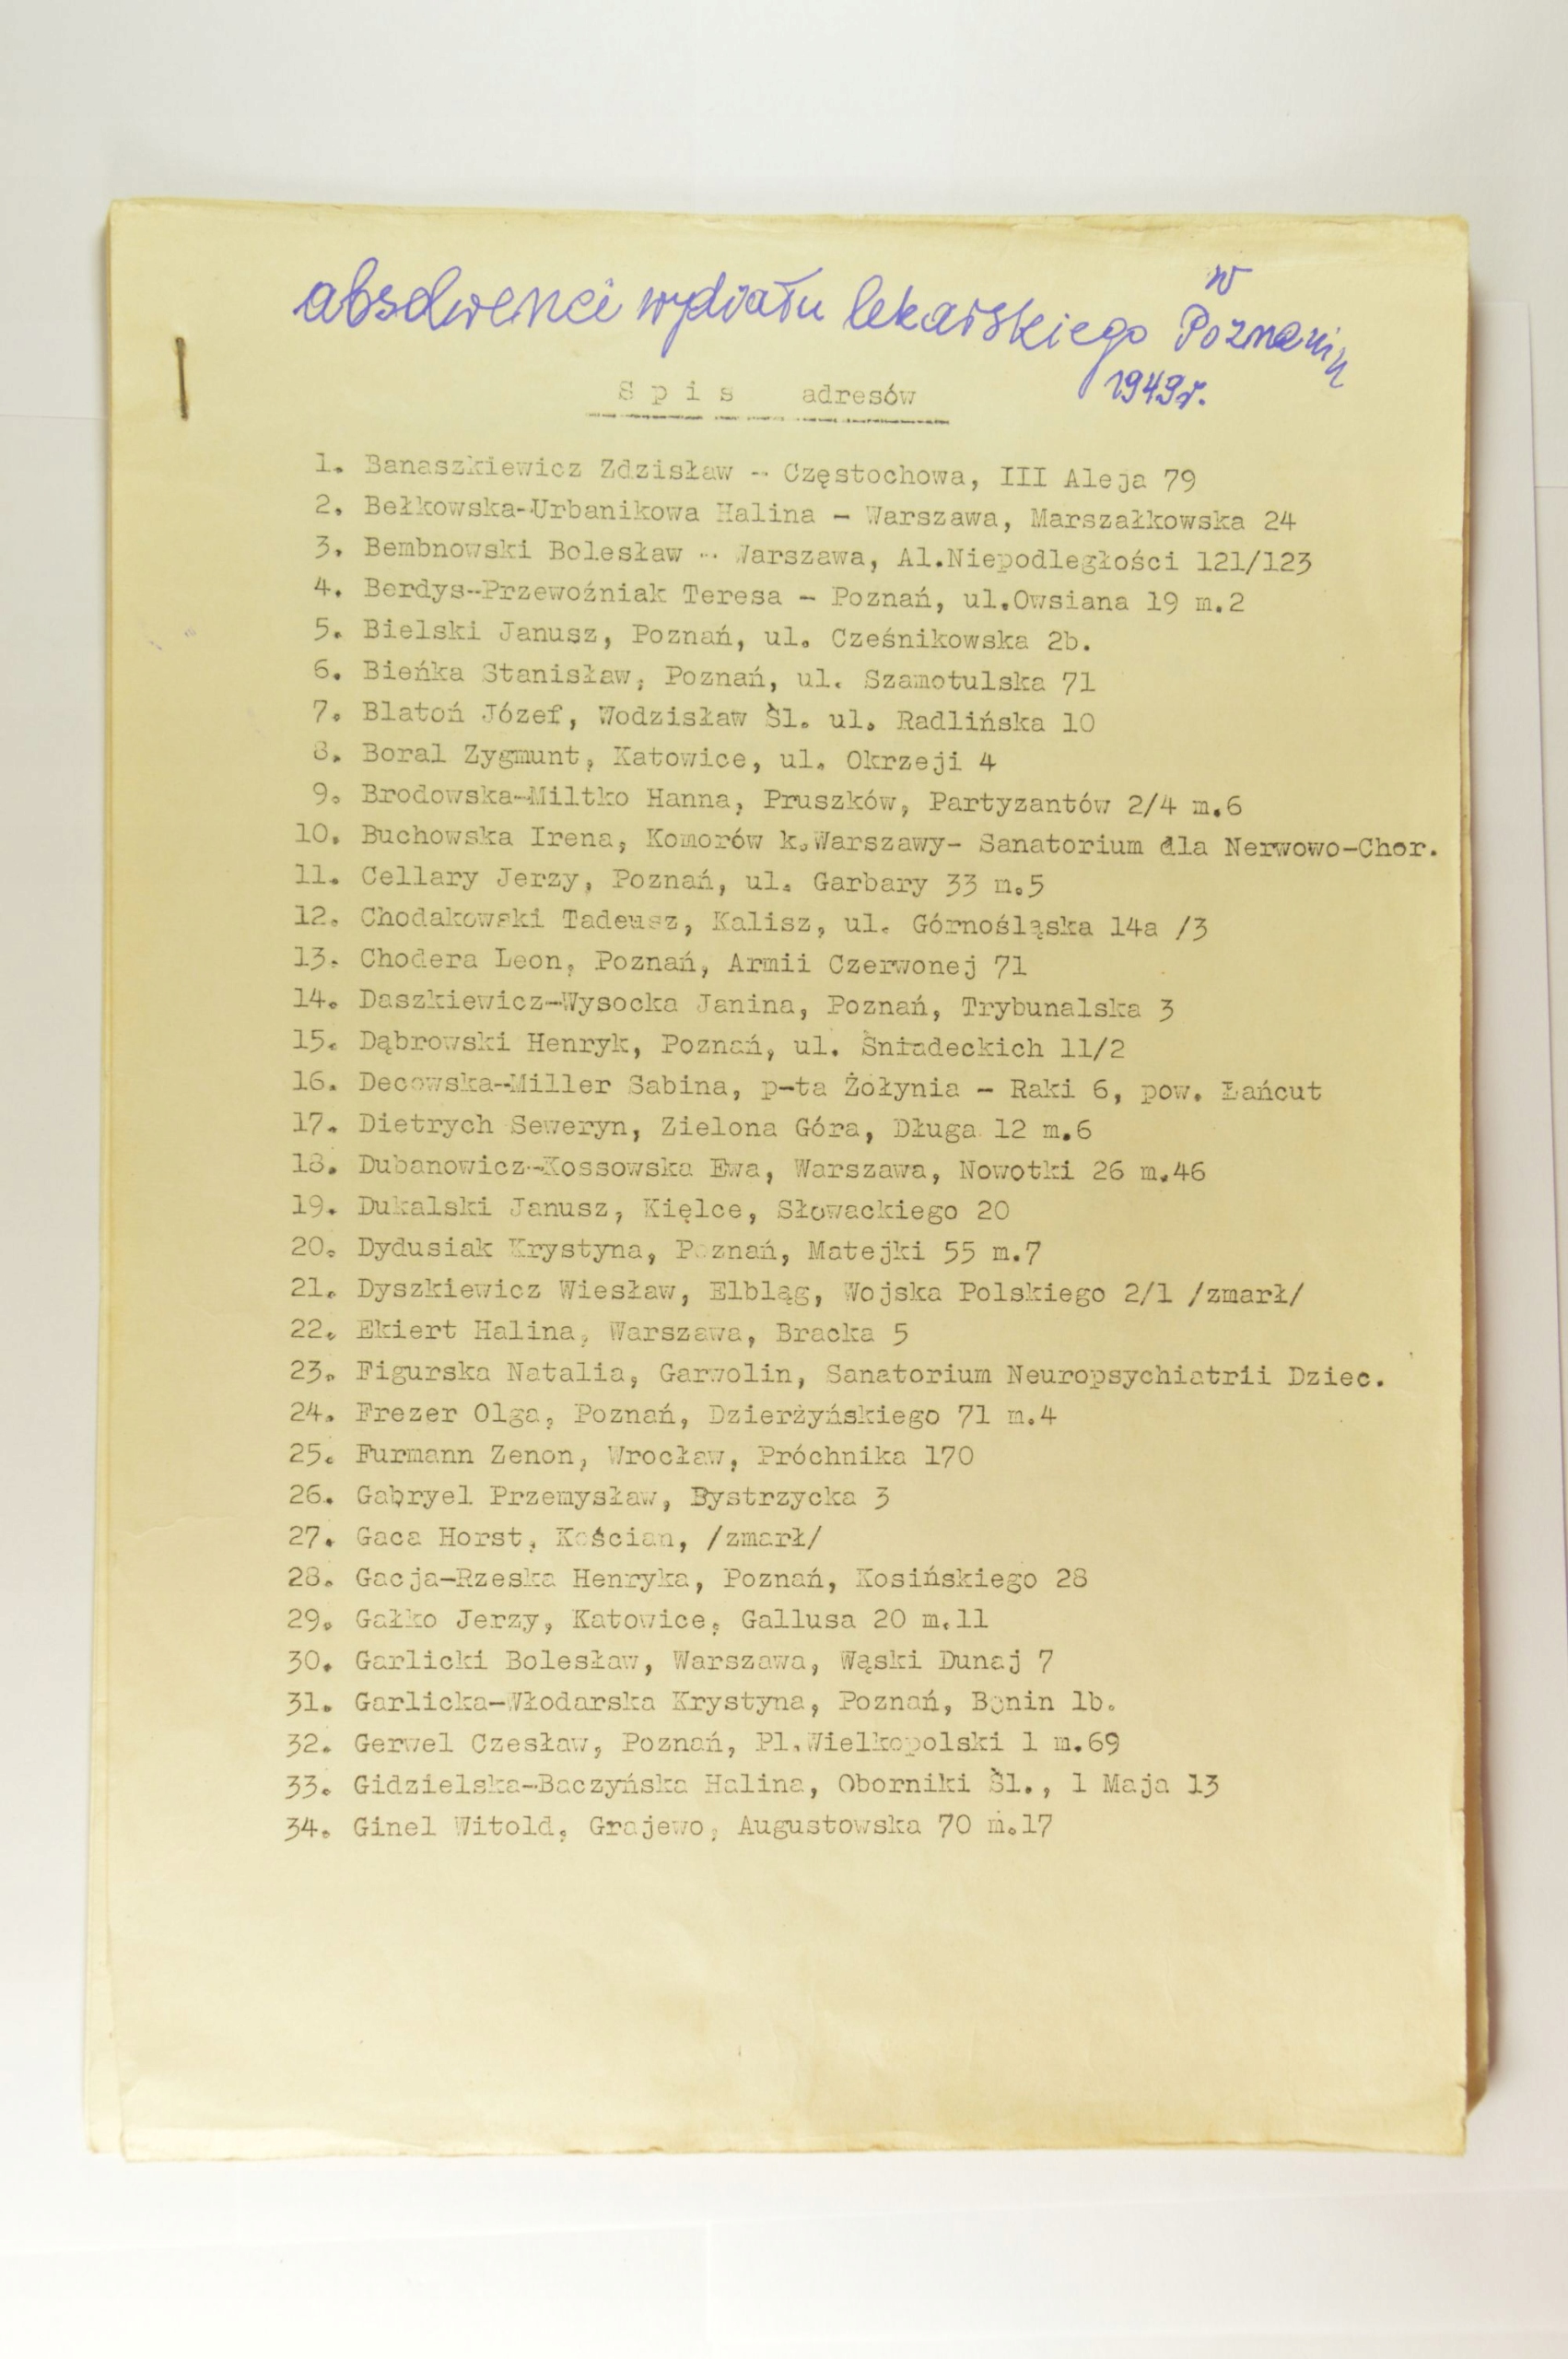 absolwenci wydziału lekarskiego w Poznaniu
1949r.
S p i s adresów
1. Banaszkiewicz Zdzisław - Częstochowa, III Aleja 79
2. Bełkowska-Urbanikowa Halina - Warszawa, Marszałkowska 24
3. Bembnowski Bolesław - Warszawa, Al.Niepodległości 121/123
4. Berdys-Przewoźniak Teresa - Poznań, ul.Owsiana 19 m.2
5. Bielski Janusz, Poznań, ul. Cześnikowska 2b.
6. Bieńka Stanisław, Poznań, ul. Szamotulska 71
7. Blatoń Józef, Wodzisław Śl. ul. Radlińska 10
8. Boral Zygmunt, Katowice, ul. Okrzeji 4
9. Brodowska-Miltko Hanna, Pruszków, Partyzantów 2/4 m.6
10. Buchowska Irena, Komorów k.Warszawy- Sanatorium dla Nerwowo-Chor.
11. Cellary Jerzy, Poznań, ul. Garbary 33 m.5
12. Chodakowski Tadeusz, Kalisz, ul. Górnośląska 14a /3
13. Chodera Leon, Poznań, Armii Czerwonej 71
14. Daszkiewicz-Wysocka Janina, Poznań, Trybunalska 3
15. Dąbrowski Henryk, Poznań, ul. Śniadeckich 11/2
16. Decowska-Miller Sabina, p-ta Żołynia - Raki 6, pow. Łańcut
17. Dietrych Seweryn, Zielona Góra, Długa 12 m.6
18. Dubanowicz-Kossowska Ewa, Warszawa, Nowotki 26 m.46
19. Dukalski Janusz, Kięlce, Słowackiego 20
20. Dydusiak Krystyna, Poznań, Matejki 55 m.7
21. Dyszkiewicz Wiesław, Elbląg, Wojska Polskiego 2/1 /zmarł/
22. Ekiert Halina, Warszawa, Bracka 5
23. Figurska Natalia, Garwolin, Sanatorium Neuropsychiatrii Dziec.
24. Frezer Olga, Poznań, Dzierżyńskiego 71 m.4
25. Furmann Zenon, Wrocław, Próchnika 170
26. Gabryel Przemysław, Bystrzycka 3
27. Gaca Horst, Kościan, /zmarł/
28. Gacja-Rzeska Henryka, Poznań, Kosińskiego 28
29. Gałko Jerzy, Katowice, Gallusa 20 m.11
30. Garlicki Bolesław, Warszawa, Wąski Dunaj 7
31. Garlicka-Włodarska Krystyna, Poznań, Bonin 1b.
32. Gerwel Czesław, Poznań, Pl.Wielkopolski 1 m.69
33. Gidzielska-Baczyńska Halina, Oborniki Śl., 1 Maja 13
34. Ginel Witold, Grajewo, Augustowska 70 m.17